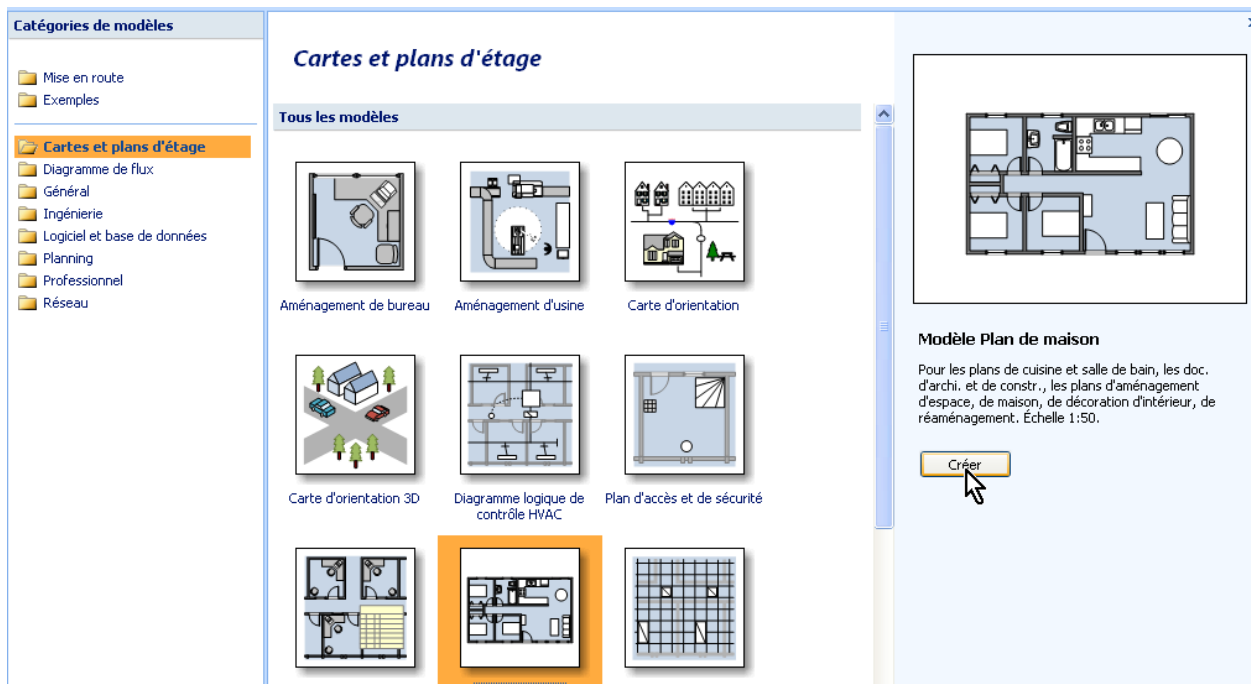 Catégories de modèles
Mise en route
Exemples
Cartes et plans d'étage
Diagramme de flux
Général
Ingénierie
Logiciel et base de données
Planning
Professionnel
Réseau
Cartes et plans d'étage
Tous les modèles
Aménagement de bureau
Aménagement d'usine
Carte d'orientation
Carte d'orientation 3D
Diagramme logique de
contrôle HVAC
Plan d'accès et de sécurité
Modèle Plan de maison
Pour les plans de cuisine et salle de bain, les doc.
d'archi. et de constr., les plans d'aménagement
d'espace, de maison, de décoration d'intérieur, de
réaménagement. Échelle 1:50.
Créer